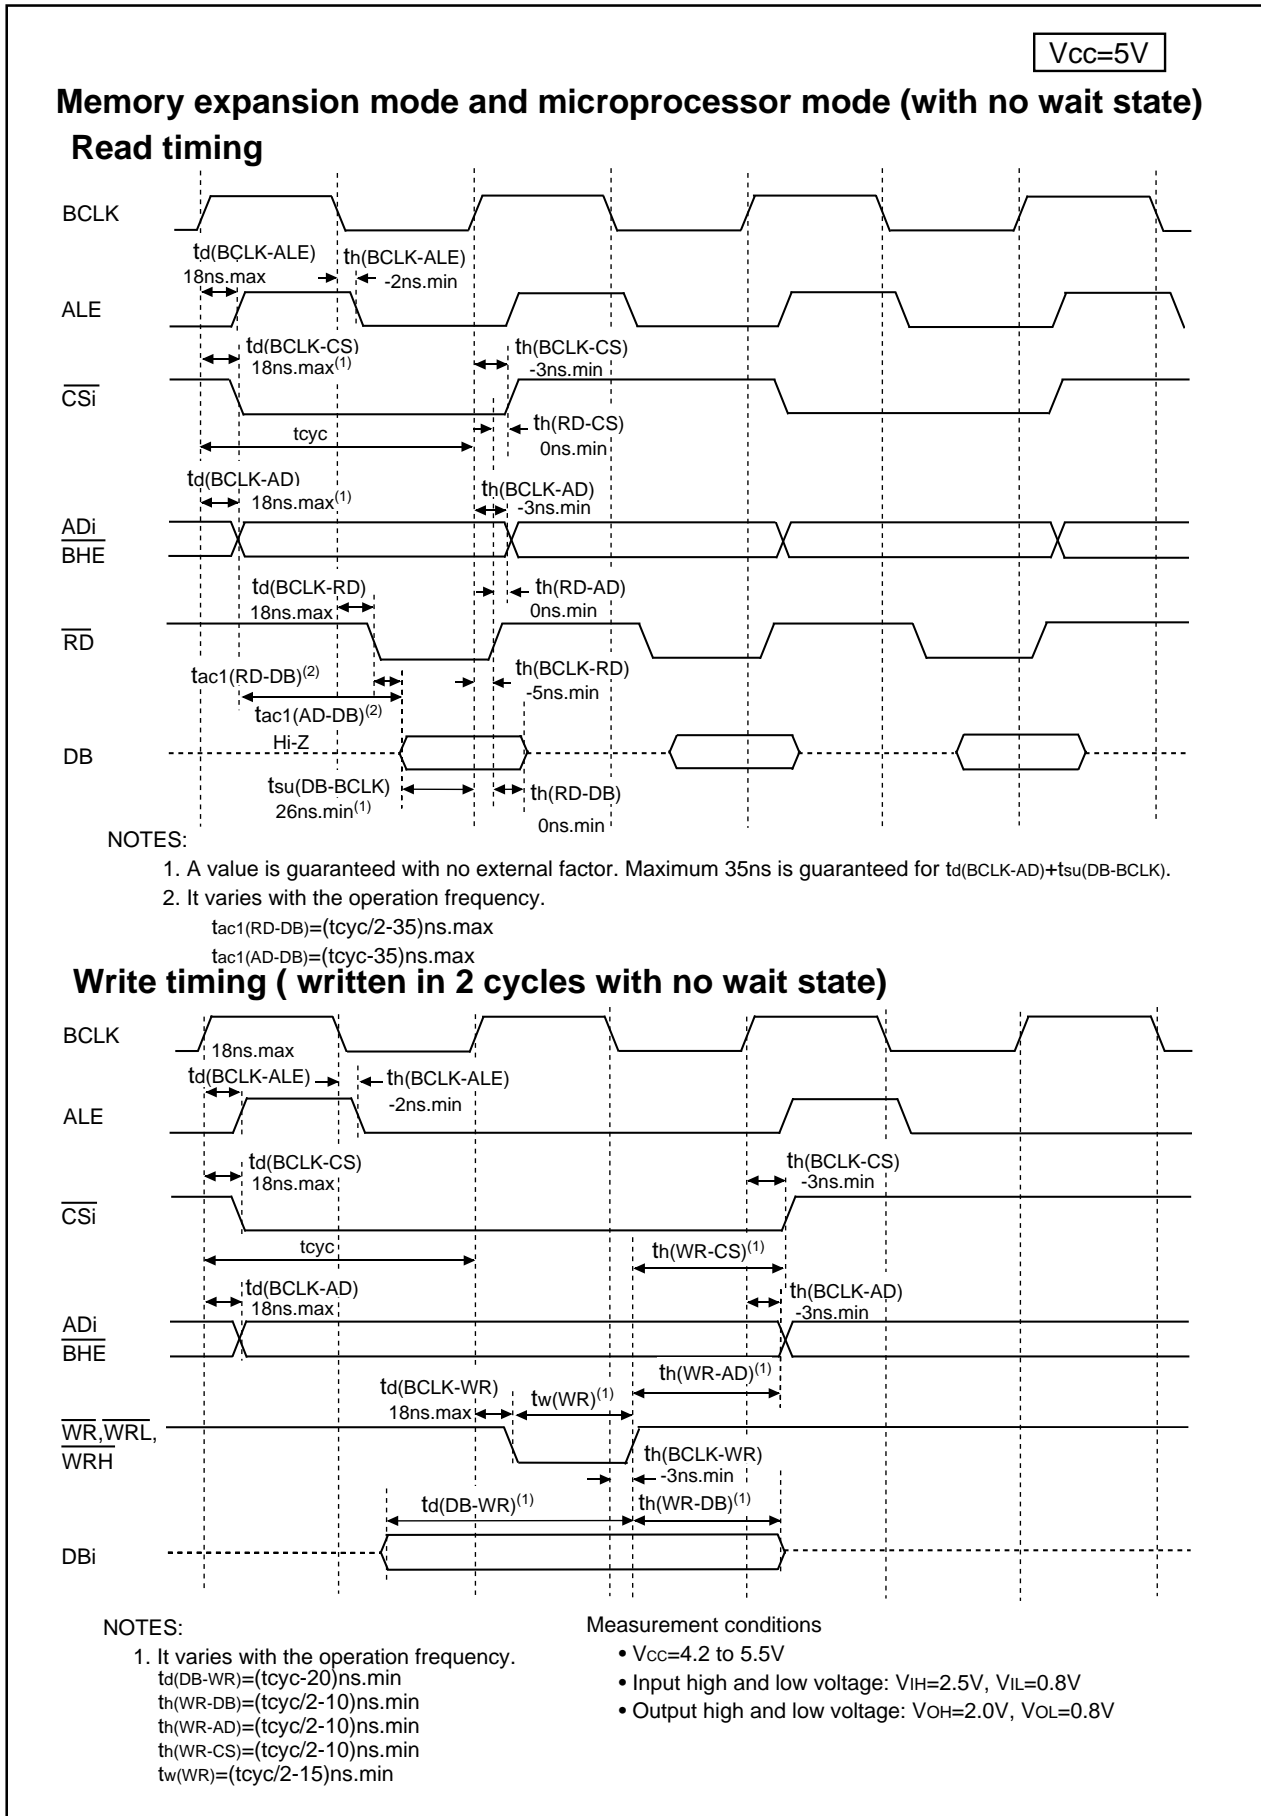 Vcc=5V
Memory expansion mode and microprocessor mode (with no wait state)
Read timing
BCLK
td(BCLK-ALE)
18ns.max
th(BCLK-ALE)
-2ns.min
ALE
td(BCLK-CS)
18ns.max(1)
th(BCLK-CS)
-3ns.min
CSi
th(RD-CS)
0ns.min
tcyc
td(BCLK-AD)
18ns.max(1)
th(BCLK-AD)
-3ns.min
ADi
BHE
td(BCLK-RD)
18ns.max
th(RD-AD)
0ns.min
RD
tac1(RD-DB)(2)
th(BCLK-RD)
-5ns.min
tac1(AD-DB)(2)
Hi-Z
DB
tsu(DB-BCLK)
26ns.min(1)
th(RD-DB)
0ns.min
NOTES:
1. A value is guaranteed with no external factor. Maximum 35ns is guaranteed for td(BCLK-AD)+tsu(DB-BCLK).
2. It varies with the operation frequency.
tac1(RD-DB)=(tcyc/2-35)ns.max
tac1(AD-DB)=(tcyc-35)ns.max
Write timing ( written in 2 cycles with no wait state)
BCLK
18ns.max
td(BCLK-ALE)
th(BCLK-ALE)
-2ns.min
ALE
td(BCLK-CS)
18ns.max
th(BCLK-CS)
-3ns.min
CSi
tcyc
th(WR-CS)(1)
td(BCLK-AD)
18ns.max
th(BCLK-AD)
-3ns.min
ADi
BHE
th(WR-AD)(1)
td(BCLK-WR)
18ns.max
tw(WR)(1)
WR,WRL,
WRH
th(BCLK-WR)
-3ns.min
td(DB-WR)(1)
th(WR-DB)(1)
DBi
NOTES:
1. It varies with the operation frequency.
td(DB-WR)=(tcyc-20)ns.min
th(WR-DB)=(tcyc/2-10)ns.min
th(WR-AD)=(tcyc/2-10)ns.min
th(WR-CS)=(tcyc/2-10)ns.min
tw(WR)=(tcyc/2-15)ns.min
Measurement conditions
• VCC=4.2 to 5.5V
• Input high and low voltage: VIH=2.5V, VIL=0.8V
• Output high and low voltage: VOH=2.0V, VOL=0.8V